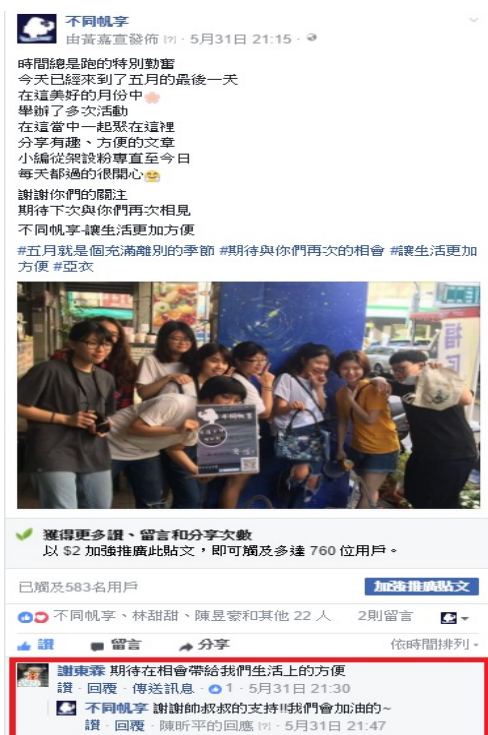 不同帆享
由黃嘉宣發佈 [?] · 5月31日 21:15 ·
時間總是跑的特別勤奮
今天已經來到了五月的最後一天
在這美好的月份中
舉辦了多次活動
在這當中一起聚在這裡
分享有趣、方便的文章
小編從架設粉專直至今日
每天都過的很開心
謝謝你們的關注
期待下次與你們再次相見
不同帆享-讓生活更加方便
#五月就是個充滿離別的季節 #期待與你們再次的相會 #讓生活更加
方便 #亞衣
不同帆享
獲得更多讚、留言和分享次數
以 $2 加強推廣此貼文，即可觸及多達 760 位用戶。
已觸及583名用戶
加強推廣貼文
不同帆享、林甜甜、陳昱豪和其他 22 人 2則留言
讚 留言 分享 依時間排列
謝東霖 期待在相會帶給我們生活上的方便
讚 · 回覆 · 傳送訊息 · 1 · 5月31日 21:30
不同帆享 謝謝帥叔叔的支持!!我們會加油的~
讚 · 回覆 · 陳昕平的回應 [?] · 5月31日 21:47